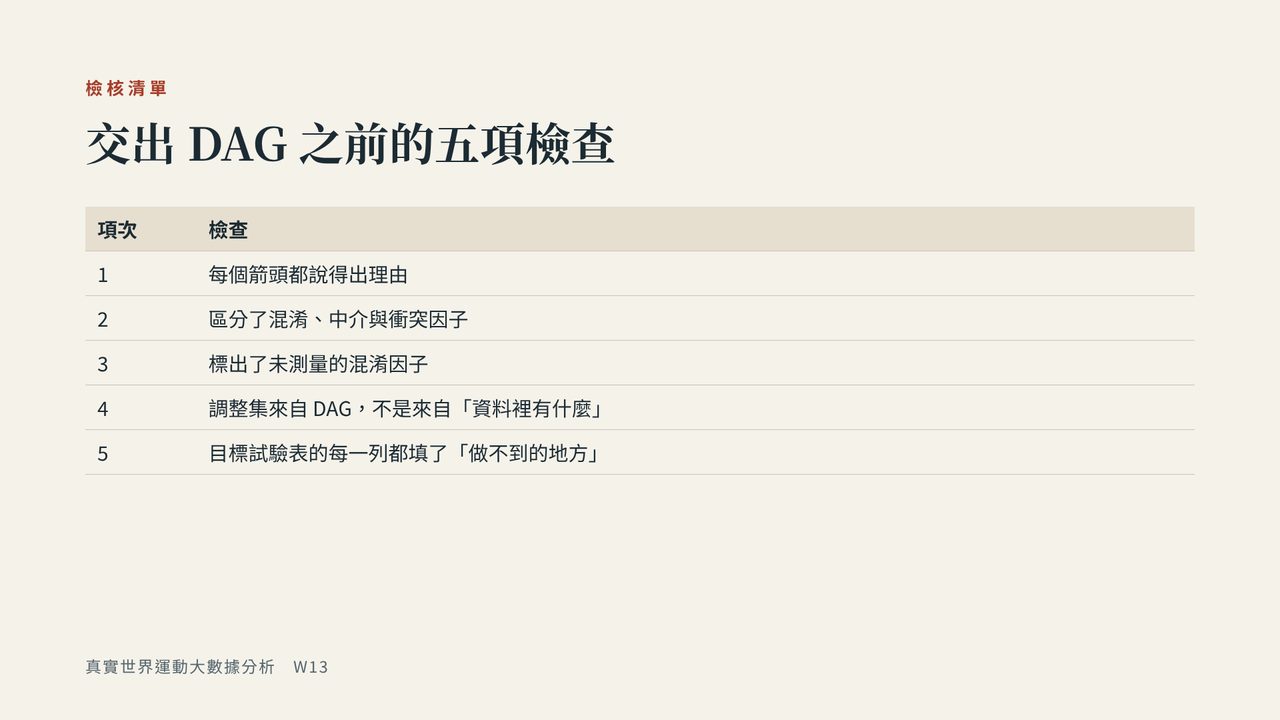 檢核清單
交出 DAG 之前的五項檢查
項次 檢查
1 每個箭頭都說得出理由
2 區分了混淆、中介與衝突因子
3 標出了未測量的混淆因子
4 調整集來自 DAG，不是來自「資料裡有什麼」
5 目標試驗表的每一列都填了「做不到的地方」
真實世界運動大數據分析 W13